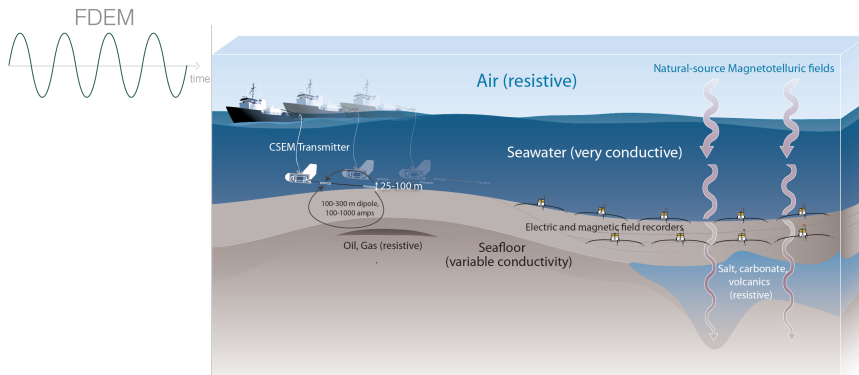 FDEM
time
Natural-source Magnetotelluric fields
Air (resistive)
CSEM Transmitter
Seawater (very conductive)
25-100 m
100-300 m dipole,
100-1000 amps
Electric and magnetic field recorders
Oil, Gas (resistive)
Seafloor
(variable conductivity)
Salt, carbonate,
volcanics
(resistive)